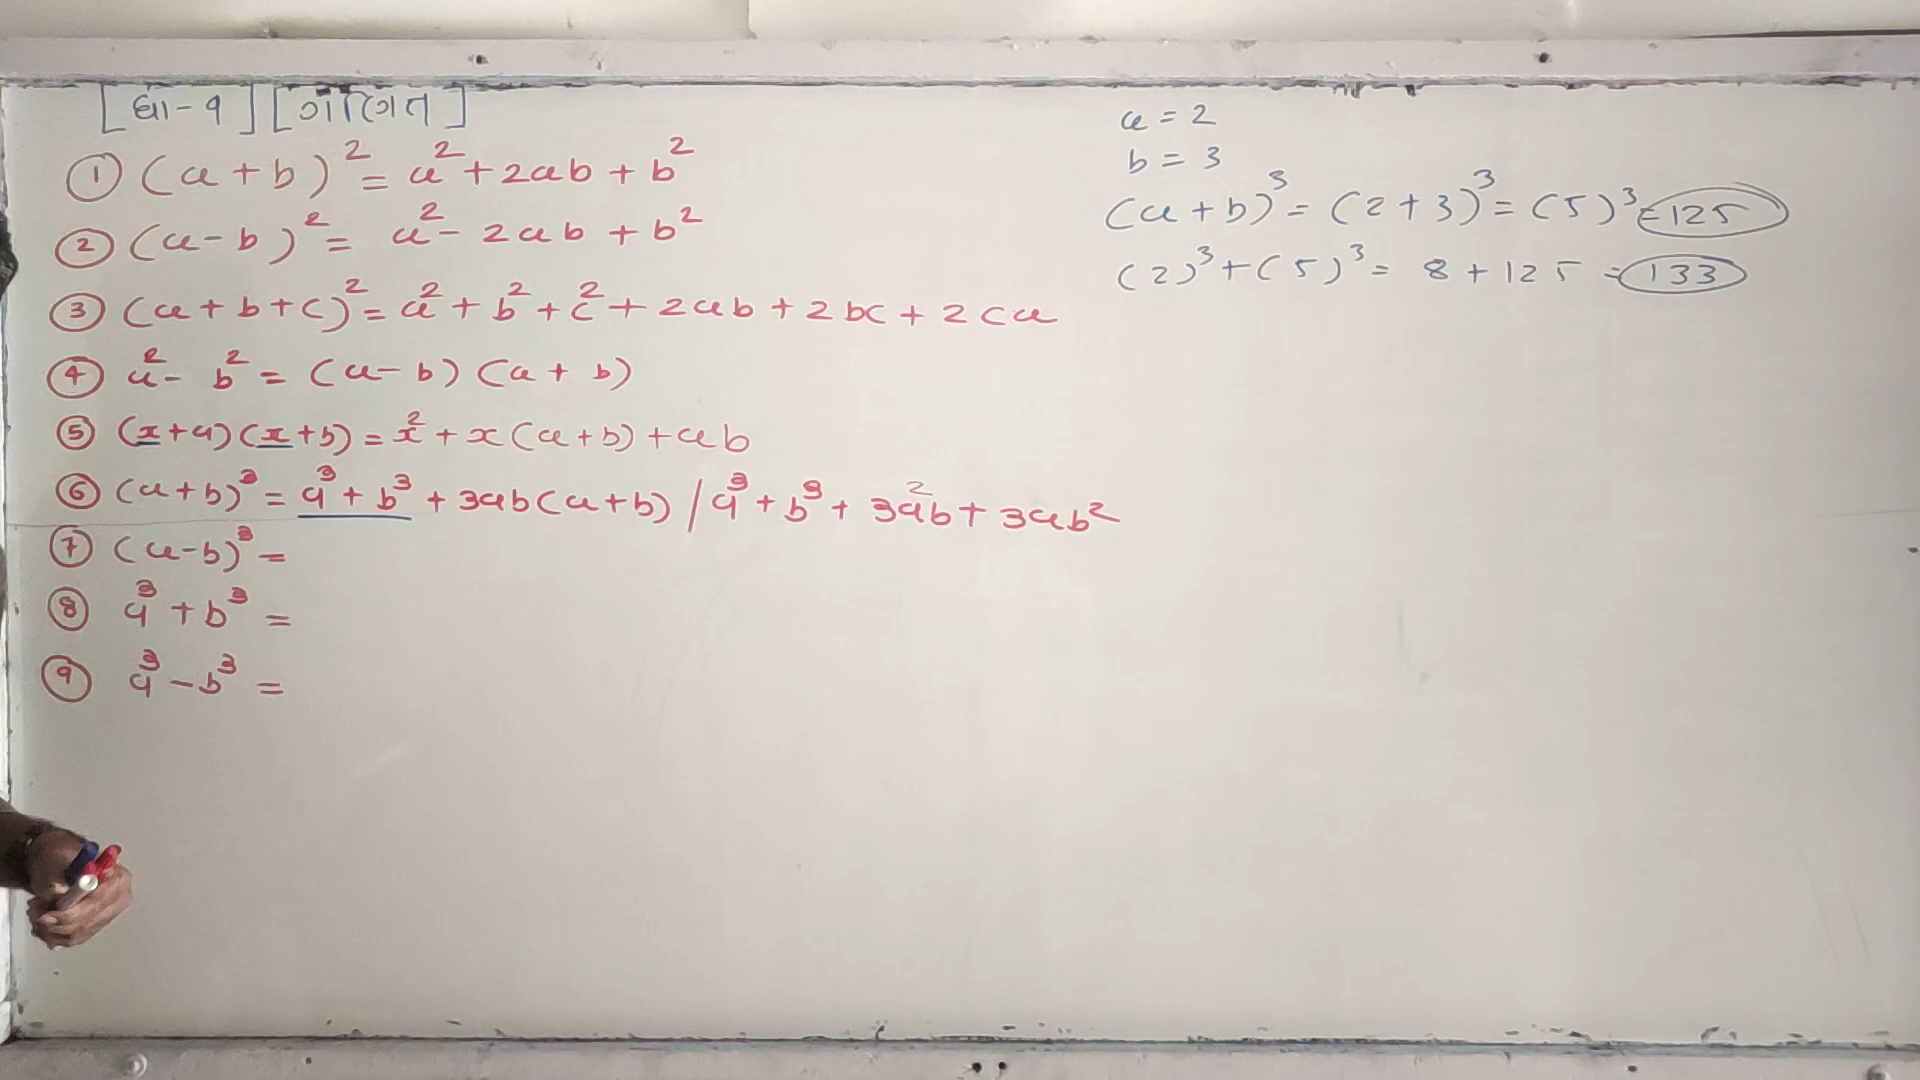 [ધો-૧] [ગણિત]
① (a+b)² = a² + 2ab + b²
② (a-b)² = a² - 2ab + b²
③ (a+b+c)² = a² + b² + c² + 2ab + 2bc + 2ca
④ a² - b² = (a-b) (a+b)
⑤ (x+a)(x+b) = x² + x(a+b) + ab
⑥ (a+b)³ = a³ + b³ + 3ab(a+b) / a³ + b³ + 3a²b + 3ab²
⑦ (a-b)³ =
⑧ a³ + b³ =
⑨ a³ - b³ =
a = 2
b = 3
(a+b)³ = (2+3)³ = (5)³ = 125
(2)³ + (5)³ = 8 + 125 = 133